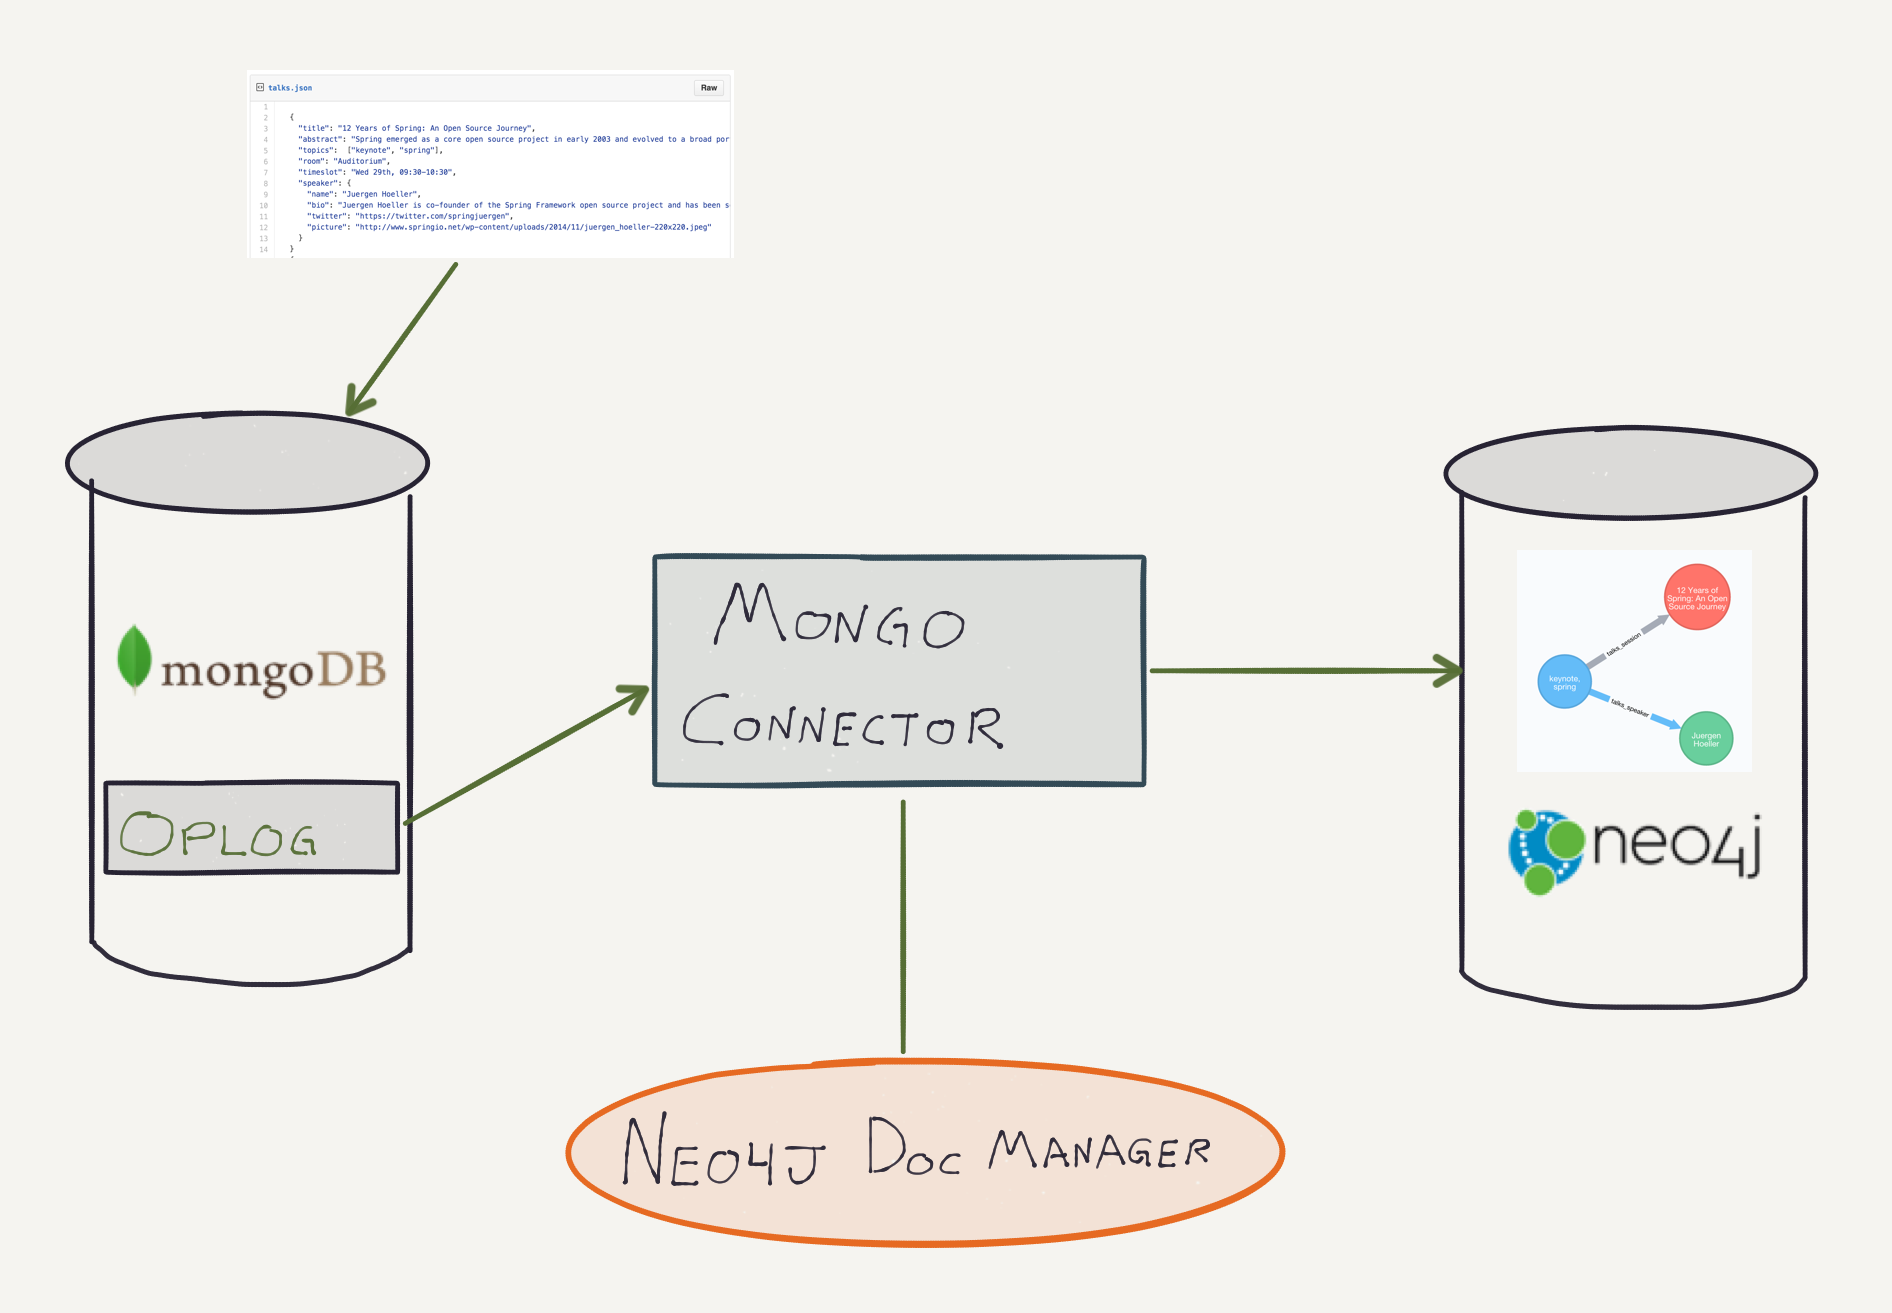 talks.json
Raw
1
2 {
3 "title": "12 Years of Spring: An Open Source Journey",
4 "abstract": "Spring emerged as a core open source project in early 2003 and evolved to a broad por
5 "topics": ["keynote", "spring"],
6 "room": "Auditorium",
7 "timeslot": "Wed 29th, 09:30-10:30",
8 "speaker": {
9 "name": "Juergen Hoeller",
10 "bio": "Juergen Hoeller is co-founder of the Spring Framework open source project and has been s
11 "twitter": "https://twitter.com/springjuergen",
12 "picture": "http://www.springio.net/wp-content/uploads/2014/11/juergen_hoeller-220x220.jpeg"
13 }
14 }
mongoDB
OPLOG
MONGO
CONNECTOR
12 Years of
Spring: An Open
Source Journey
talks_session
keynote,
spring
talks_speaker
Juergen
Hoeller
neo4j
NEO4J DOC MANAGER